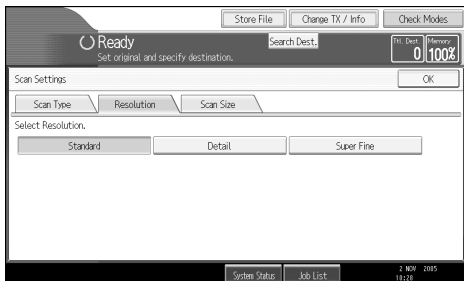 Store File Change TX / Info Check Modes
Ready
Search Dest.
Ttl. Dest. Memory
Set original and specify destination.
0 100%
Scan Settings OK
Scan Type Resolution Scan Size
Select Resolution.
Standard Detail Super Fine
System Status Job List
2 NOV 2005
18:28